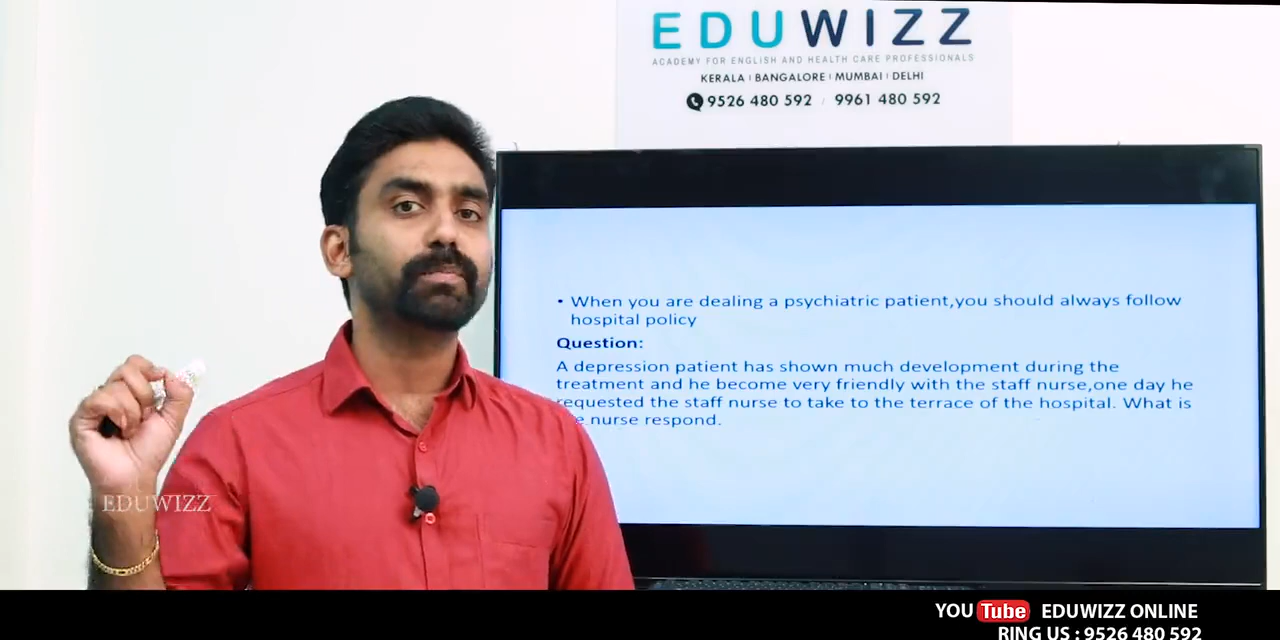 EDUWIZZ
ACADEMY FOR ENGLISH AND HEALTH CARE PROFESSIONALS
KERALA | BANGALORE | MUMBAI | DELHI
9526 480 592 / 9961 480 592
• When you are dealing a psychiatric patient,you should always follow
hospital policy
Question:
A depression patient has shown much development during the
treatment and he become very friendly with the staff nurse,one day he
requested the staff nurse to take to the terrace of the hospital. What is
nurse respond.
EDUWIZZ
YOU Tube EDUWIZZ ONLINE
RING US : 9526 480 592